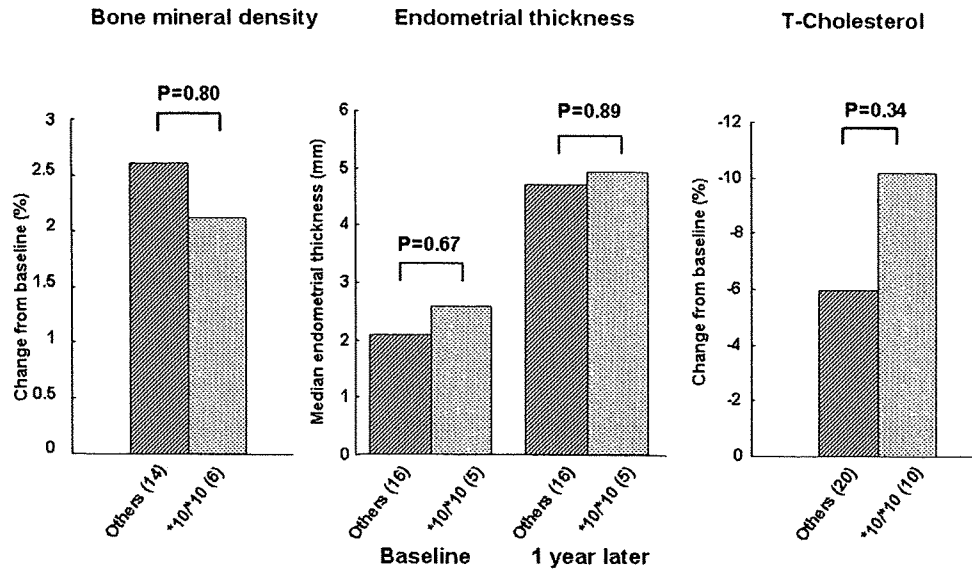 Bone mineral density
P=0.80
Change from baseline (%)
3
2.5
2
1.5
1
0.5
0
Others (14)
*10/*10 (6)
Endometrial thickness
P=0.67
P=0.89
Median endometrial thickness (mm)
6
5
4
3
2
1
0
Others (16)
*10/*10 (5)
Others (16)
*10/*10 (5)
Baseline
1 year later
T-Cholesterol
P=0.34
Change from baseline (%)
-12
-10
-8
-6
-4
-2
0
Others (20)
*10/*10 (10)